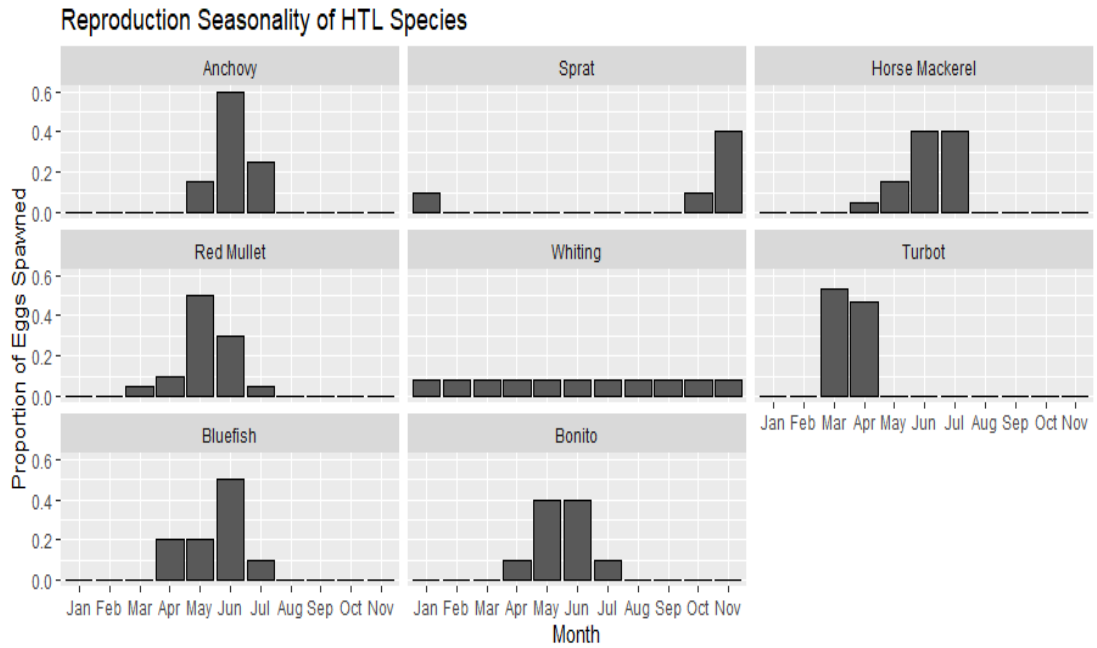 Reproduction Seasonality of HTL Species
Anchovy
Sprat
Horse Mackerel
0.6
0.4
0.2
0.0
Red Mullet
Whiting
Turbot
0.6
0.4
0.2
0.0
Jan Feb Mar Apr May Jun Jul Aug Sep Oct Nov
Bluefish
Bonito
0.6
0.4
0.2
0.0
Jan Feb Mar Apr May Jun Jul Aug Sep Oct Nov
Jan Feb Mar Apr May Jun Jul Aug Sep Oct Nov
Month
Proportion of Eggs Spawned